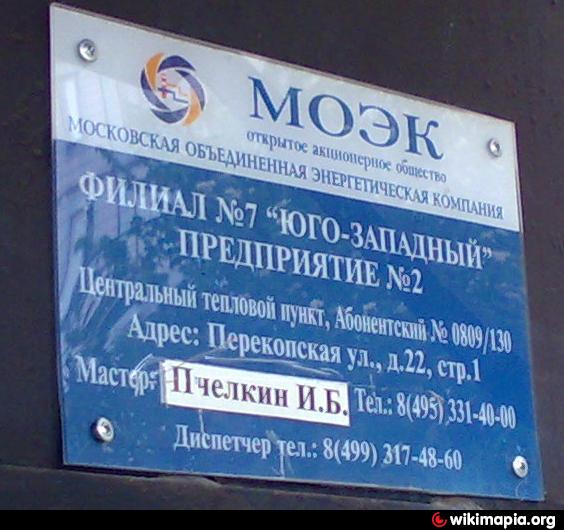 МОЭК
открытое акционерное общество
МОСКОВСКАЯ ОБЪЕДИНЕННАЯ ЭНЕРГЕТИЧЕСКАЯ КОМПАНИЯ
ФИЛИАЛ №7 “ЮГО-ЗАПАДНЫЙ”
ПРЕДПРИЯТИЕ №2
Центральный тепловой пункт, Абонентский № 0809/130
Адрес: Перекопская ул., д.22, стр.1
Мастер: Пчелкин И.Б. Тел.: 8(495) 331-40-00
Диспетчер тел.: 8(499) 317-48-60
wikimapia.org